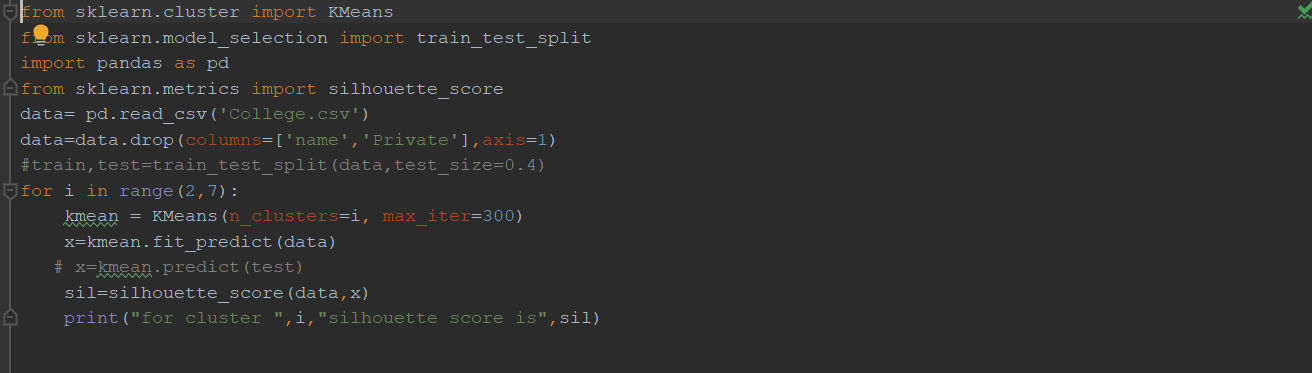 from sklearn.cluster import KMeans
from sklearn.model_selection import train_test_split
import pandas as pd
from sklearn.metrics import silhouette_score
data= pd.read_csv('College.csv')
data=data.drop(columns=['name','Private'],axis=1)
#train,test=train_test_split(data,test_size=0.4)
for i in range(2,7):
    kmean = KMeans(n_clusters=i, max_iter=300)
    x=kmean.fit_predict(data)
   # x=kmean.predict(test)
    sil=silhouette_score(data,x)
    print("for cluster ",i,"silhouette score is",sil)